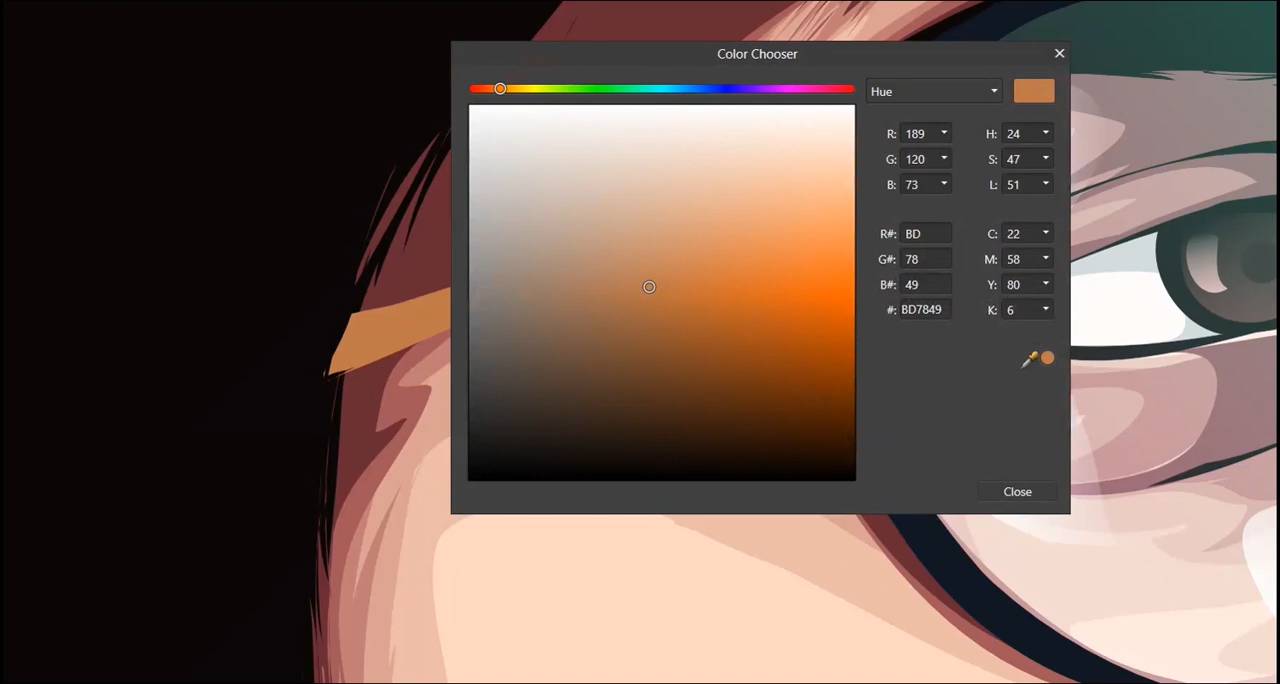 Color Chooser
Hue
R: 189 H: 24
G: 120 S: 47
B: 73 L: 51
R#: BD C: 22
G#: 78 M: 58
B#: 49 Y: 80
#: BD7849 K: 6
Close